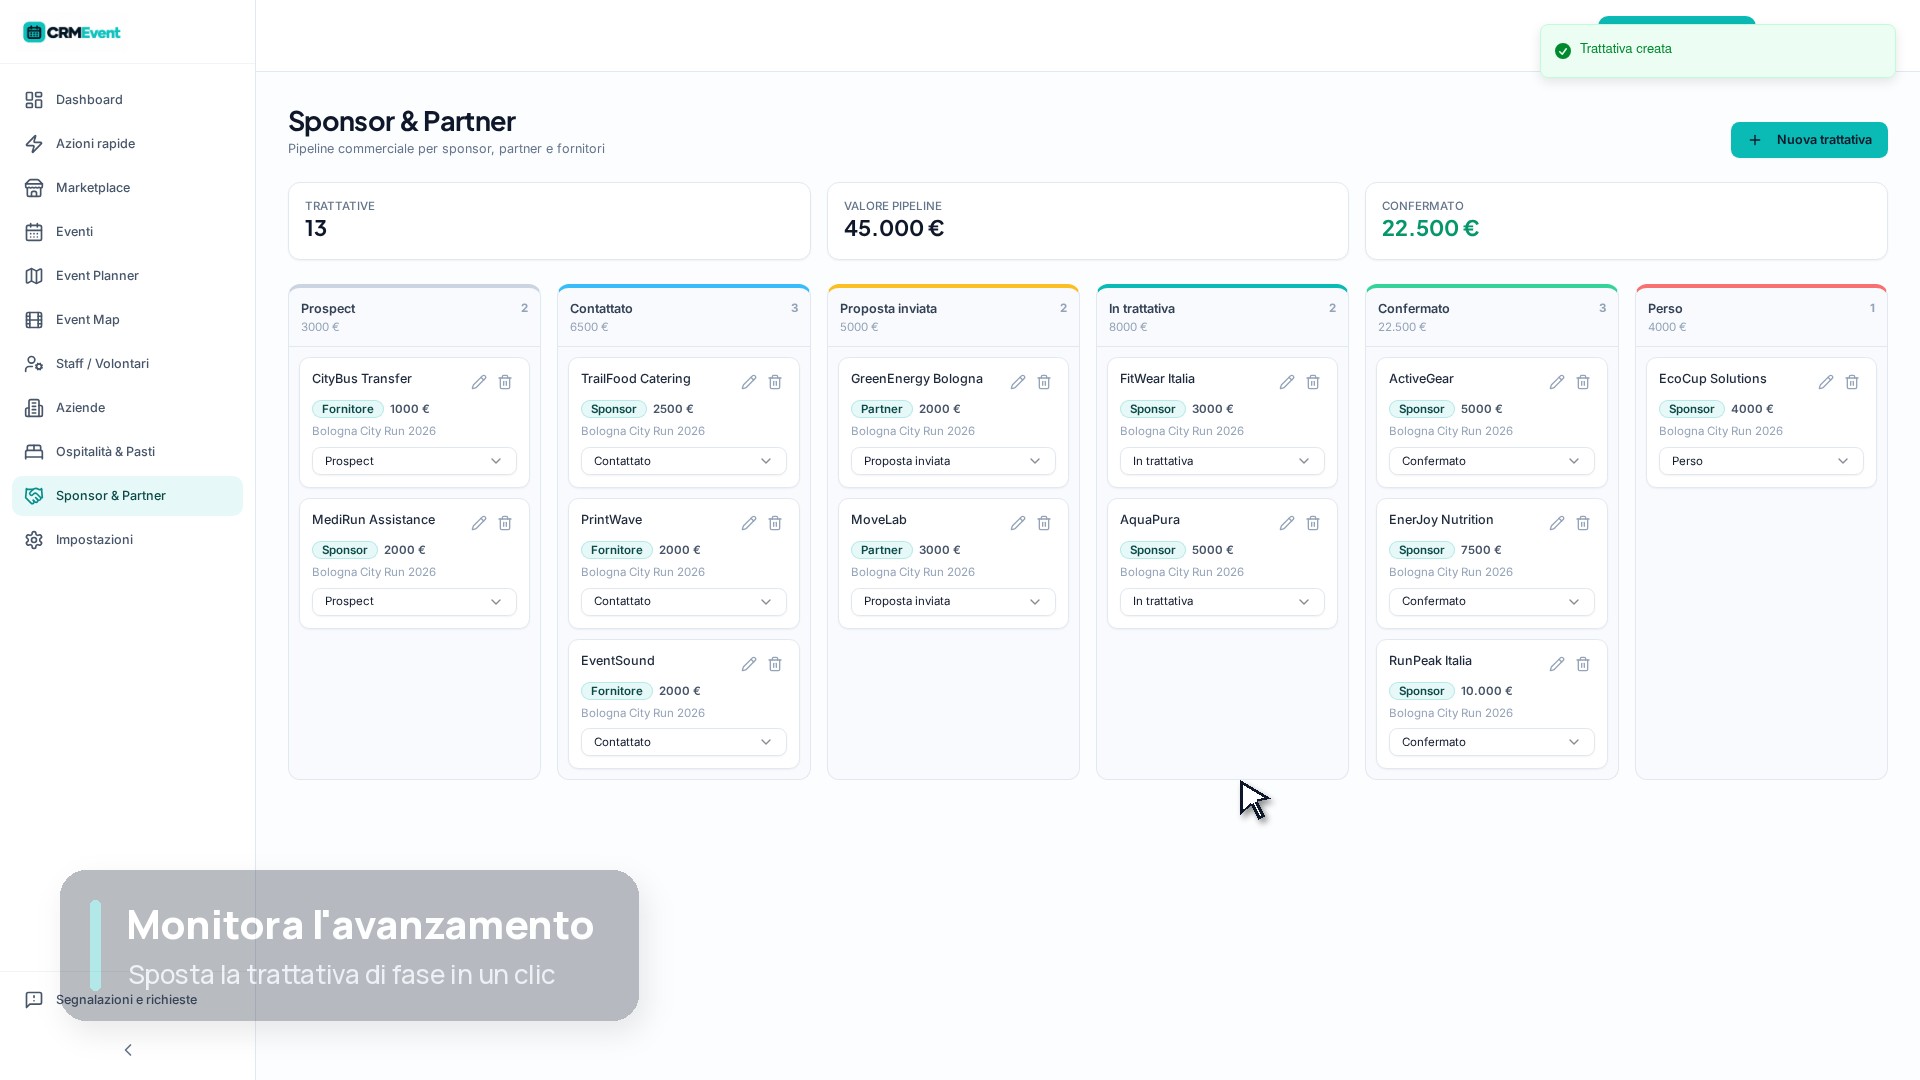 CRMEvent
Dashboard
Azioni rapide
Marketplace
Eventi
Event Planner
Event Map
Staff / Volontari
Aziende
Ospitalità & Pasti
Sponsor & Partner
Impostazioni
Segnalazioni e richieste
Trattativa creata
Sponsor & Partner
Pipeline commerciale per sponsor, partner e fornitori
Nuova trattativa
TRATTATIVE
13
VALORE PIPELINE
45.000 €
CONFERMATO
22.500 €
Prospect 2
3000 €
CityBus Transfer
Fornitore 1000 €
Bologna City Run 2026
Prospect
MediRun Assistance
Sponsor 2000 €
Bologna City Run 2026
Prospect
Contattato 3
6500 €
TrailFood Catering
Sponsor 2500 €
Bologna City Run 2026
Contattato
PrintWave
Fornitore 2000 €
Bologna City Run 2026
Contattato
EventSound
Fornitore 2000 €
Bologna City Run 2026
Contattato
Proposta inviata 2
5000 €
GreenEnergy Bologna
Partner 2000 €
Bologna City Run 2026
Proposta inviata
MoveLab
Partner 3000 €
Bologna City Run 2026
Proposta inviata
In trattativa 2
8000 €
FitWear Italia
Sponsor 3000 €
Bologna City Run 2026
In trattativa
AquaPura
Sponsor 5000 €
Bologna City Run 2026
In trattativa
Confermato 3
22.500 €
ActiveGear
Sponsor 5000 €
Bologna City Run 2026
Confermato
EnerJoy Nutrition
Sponsor 7500 €
Bologna City Run 2026
Confermato
RunPeak Italia
Sponsor 10.000 €
Bologna City Run 2026
Confermato
Perso 1
4000 €
EcoCup Solutions
Sponsor 4000 €
Bologna City Run 2026
Perso
Monitora l'avanzamento
Sposta la trattativa di fase in un clic